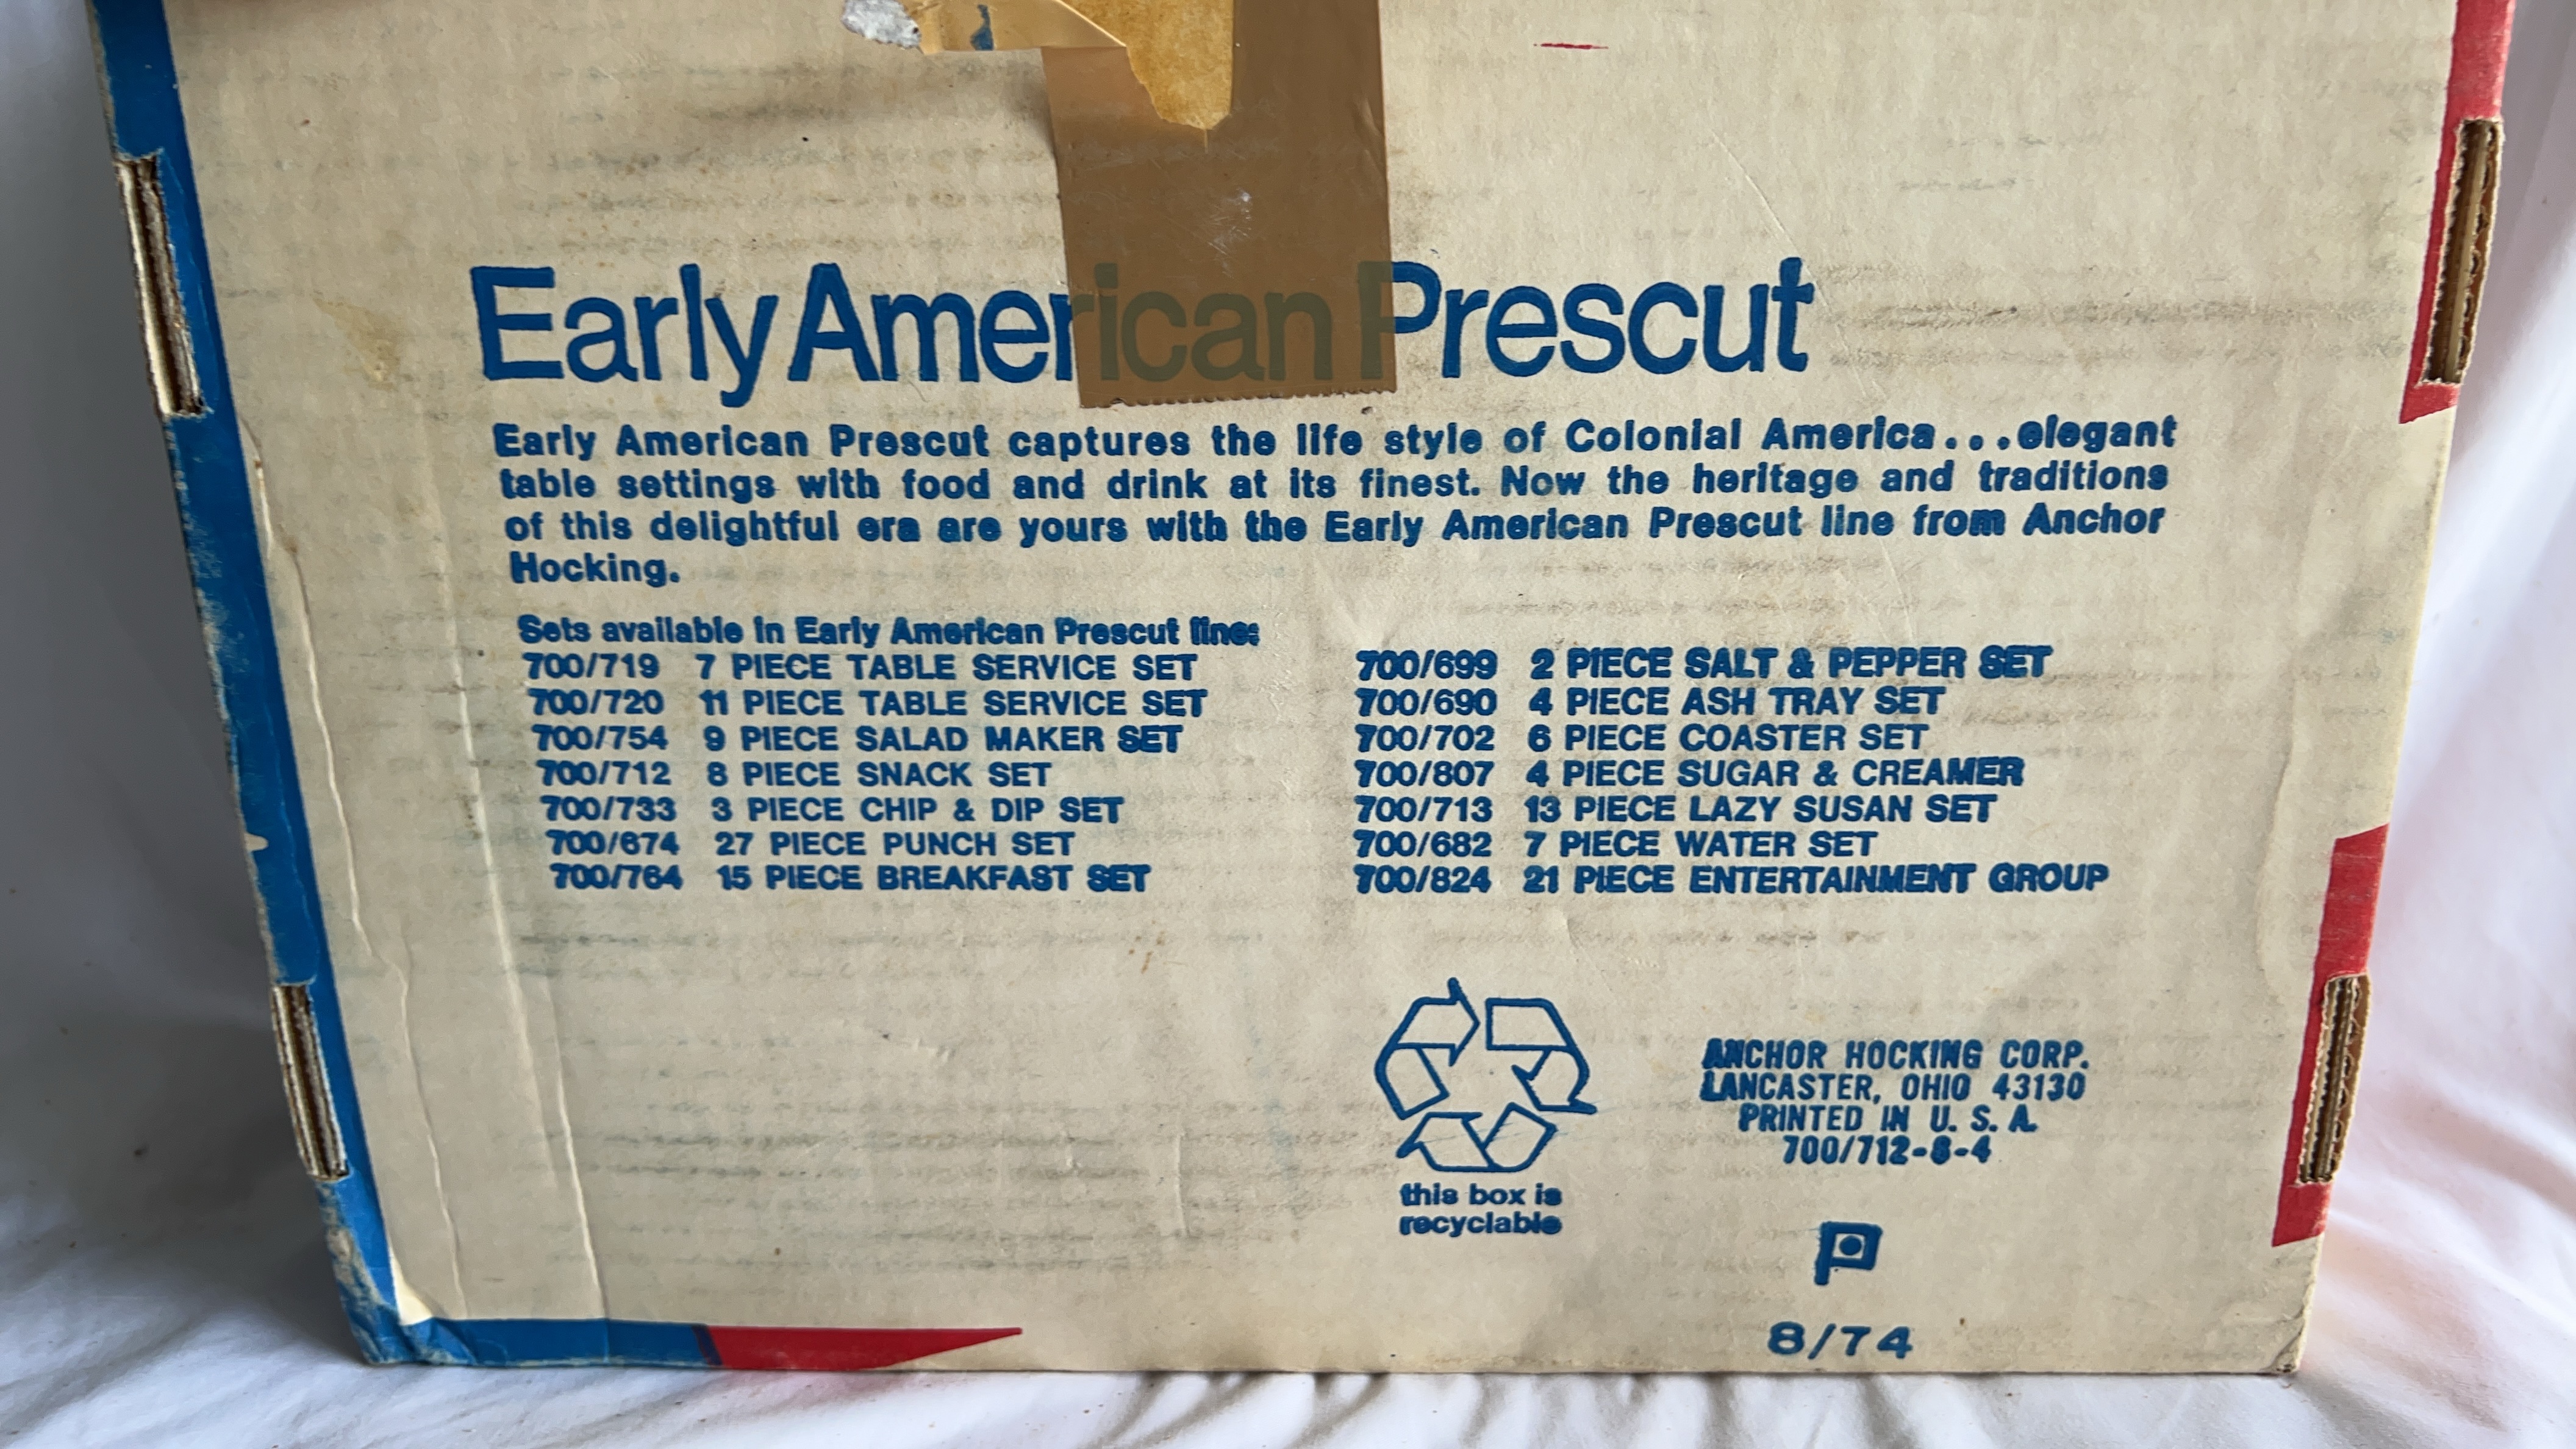 Early American Prescut
Early American Prescut captures the life style of Colonial America...elegant
table settings with food and drink at its finest. Now the heritage and traditions
of this delightful era are yours with the Early American Prescut line from Anchor
Hocking.
Sets available in Early American Prescut line:
700/719 7 PIECE TABLE SERVICE SET
700/720 11 PIECE TABLE SERVICE SET
700/754 9 PIECE SALAD MAKER SET
700/712 8 PIECE SNACK SET
700/733 3 PIECE CHIP & DIP SET
700/674 27 PIECE PUNCH SET
700/764 15 PIECE BREAKFAST SET
700/699 2 PIECE SALT & PEPPER SET
700/690 4 PIECE ASH TRAY SET
700/702 6 PIECE COASTER SET
700/807 4 PIECE SUGAR & CREAMER
700/713 13 PIECE LAZY SUSAN SET
700/682 7 PIECE WATER SET
700/824 21 PIECE ENTERTAINMENT GROUP
this box is
recyclable
ANCHOR HOCKING CORP.
LANCASTER, OHIO 43130
PRINTED IN U. S. A.
700/712-8-4
P
8/74